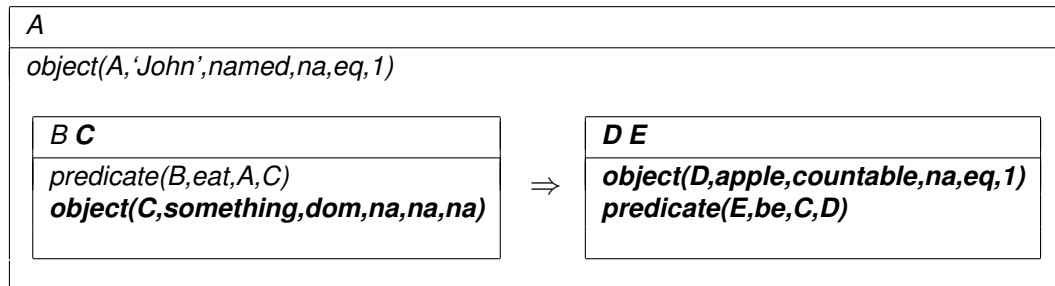 A
object(A,‘John’,named,na,eq,1)
B C
predicate(B,eat,A,C)
object(C,something,dom,na,na,na)
⇒
D E
object(D,apple,countable,na,eq,1)
predicate(E,be,C,D)